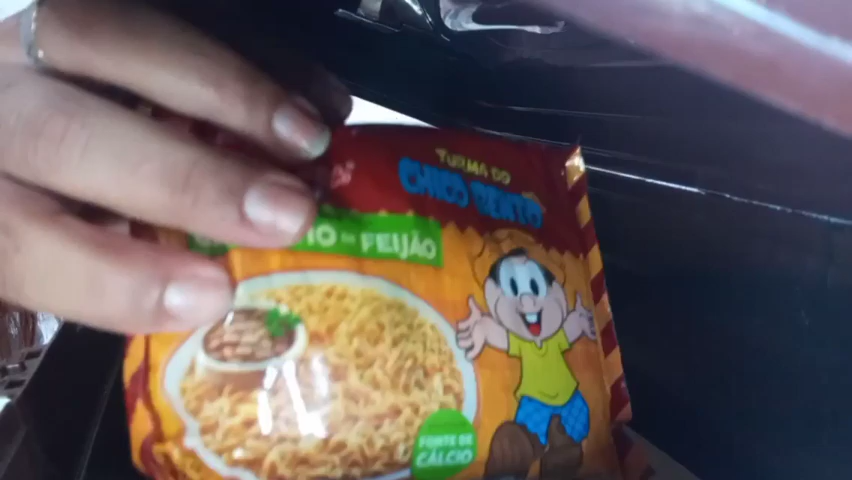 TURMA DO
CHICO BENTO
FEIJÃO
FONTE DE
CÁLCIO